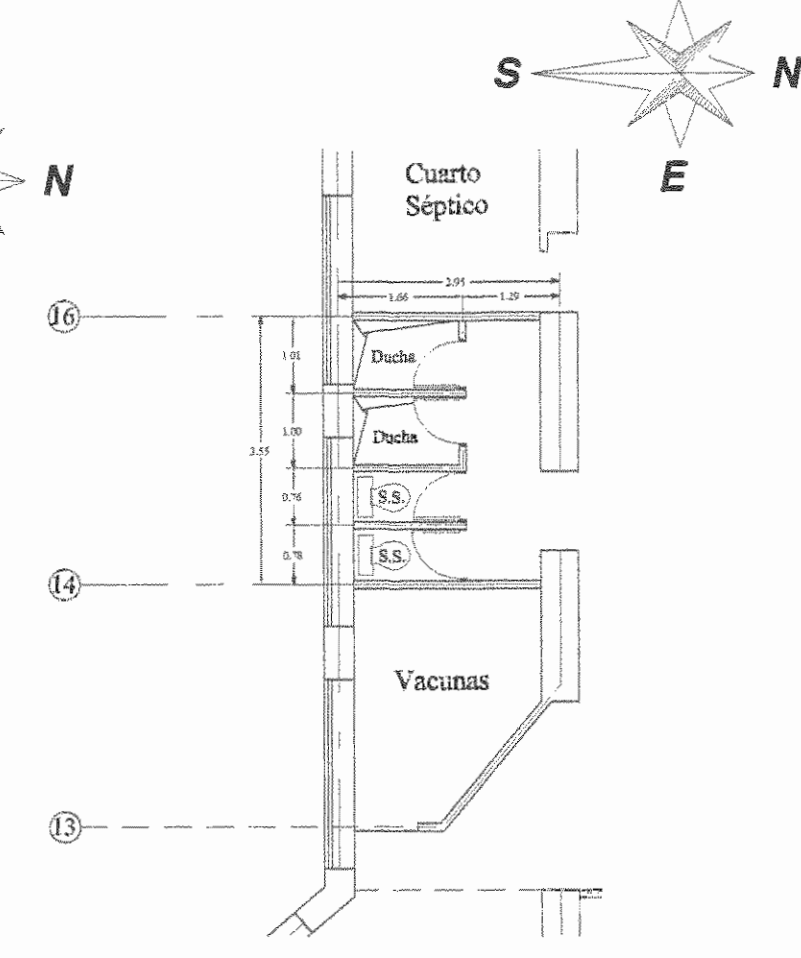 S N
N
E
Cuarto
Séptico
2.95
1.66 1.29
16
1.01
Ducha
1.00
Ducha
3.55
0.76
S.S.
0.78
S.S.
14
Vacunas
13